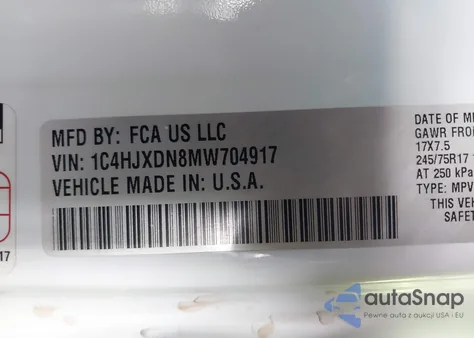 MFD BY: FCA US LLC
VIN: 1C4HJXDN8MW704917
VEHICLE MADE IN: U.S.A.
DATE OF M
GAWR FRO
17X7.5
245/75R17
AT 250 kPa
TYPE: MPV
THIS VEH
SAFET
17
autaSnap
Pewne auta z aukcji USA i EU